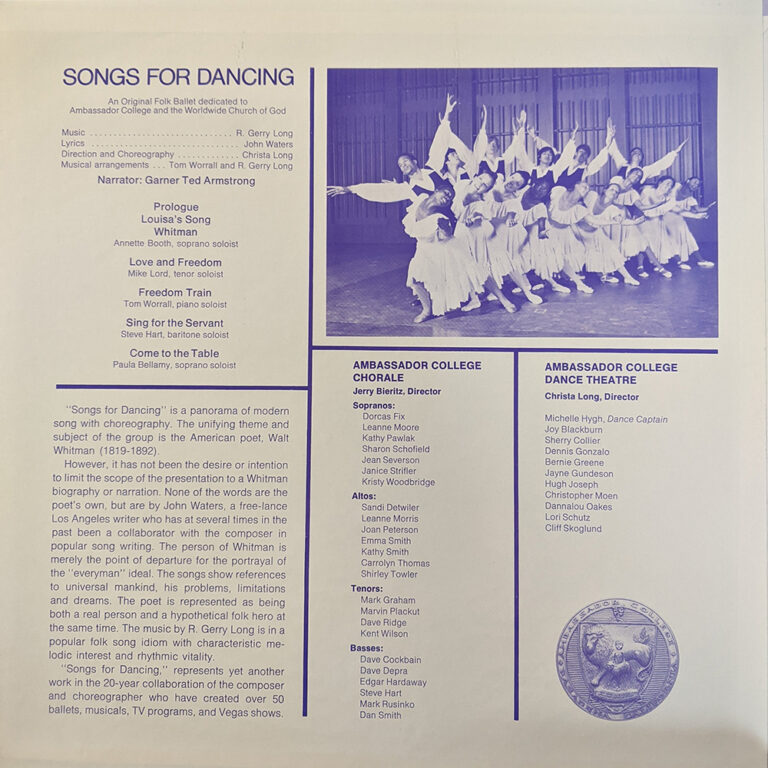 SONGS FOR DANCING
An Original Folk Ballet dedicated to
Ambassador College and the Worldwide Church of God
Music . . . . . . . . . . . . . . . . . . . . . . . . . . . . . R. Gerry Long
Lyrics . . . . . . . . . . . . . . . . . . . . . . . . . . . . . . . John Waters
Direction and Choreography . . . . . . . . . . . . . Christa Long
Musical arrangements . . . Tom Worrall and R. Gerry Long
Narrator: Garner Ted Armstrong
Prologue
Louisa's Song
Whitman
Annette Booth, soprano soloist
Love and Freedom
Mike Lord, tenor soloist
Freedom Train
Tom Worrall, piano soloist
Sing for the Servant
Steve Hart, baritone soloist
Come to the Table
Paula Bellamy, soprano soloist
"Songs for Dancing" is a panorama of modern
song with choreography. The unifying theme and
subject of the group is the American poet, Walt
Whitman (1819-1892).
However, it has not been the desire or intention
to limit the scope of the presentation to a Whitman
biography or narration. None of the words are the
poet's own, but are by John Waters, a free-lance
Los Angeles writer who has at several times in the
past been a collaborator with the composer in
popular song writing. The person of Whitman is
merely the point of departure for the portrayal of
the "everyman" ideal. The songs show references
to universal mankind, his problems, limitations
and dreams. The poet is represented as being
both a real person and a hypothetical folk hero at
the same time. The music by R. Gerry Long is in a
popular folk song idiom with characteristic me-
lodic interest and rhythmic vitality.
"Songs for Dancing," represents yet another
work in the 20-year collaboration of the composer
and choreographer who have created over 50
ballets, musicals, TV programs, and Vegas shows.
AMBASSADOR COLLEGE
CHORALE
Jerry Bieritz, Director
Sopranos:
Dorcas Fix
Leanne Moore
Kathy Pawlak
Sharon Schofield
Jean Severson
Janice Strifler
Kristy Woodbridge
Altos:
Sandi Detwiler
Leanne Morris
Joan Peterson
Emma Smith
Kathy Smith
Carrolyn Thomas
Shirley Towler
Tenors:
Mark Graham
Marvin Plackut
Dave Ridge
Kent Wilson
Basses:
Dave Cockbain
Dave Depra
Edgar Hardaway
Steve Hart
Mark Rusinko
Dan Smith
AMBASSADOR COLLEGE
DANCE THEATRE
Christa Long, Director
Michelle Hygh, Dance Captain
Joy Blackburn
Sherry Collier
Dennis Gonzalo
Bernie Greene
Jayne Gundeson
Hugh Joseph
Christopher Moen
Dannalou Oakes
Lori Schutz
Cliff Skoglund
AMBASSADOR COLLEGE